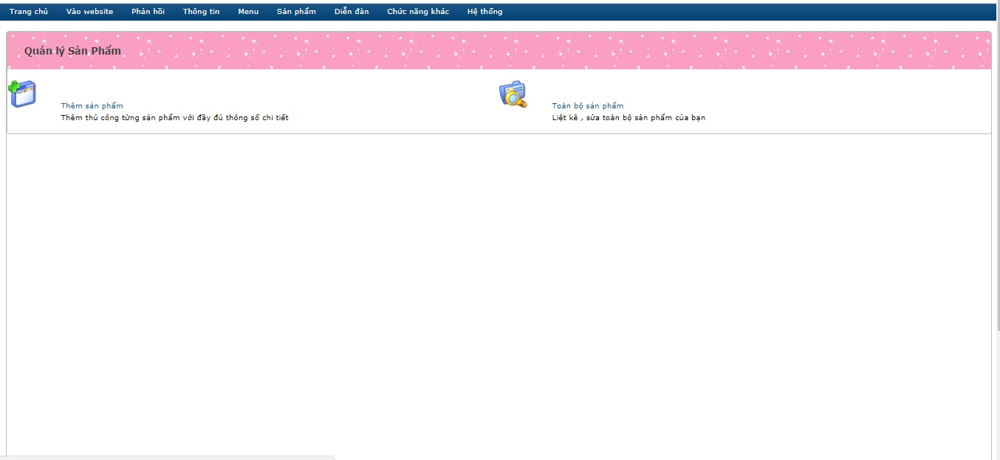 Trang chủ Vào website Phản hồi Thông tin Menu Sản phẩm Diễn đàn Chức năng khác Hệ thống
Quản lý Sản Phẩm
Thêm sản phẩm
Thêm thủ công từng sản phẩm với đầy đủ thông số chi tiết
Toàn bộ sản phẩm
Liệt kê , sửa toàn bộ sản phẩm của bạn